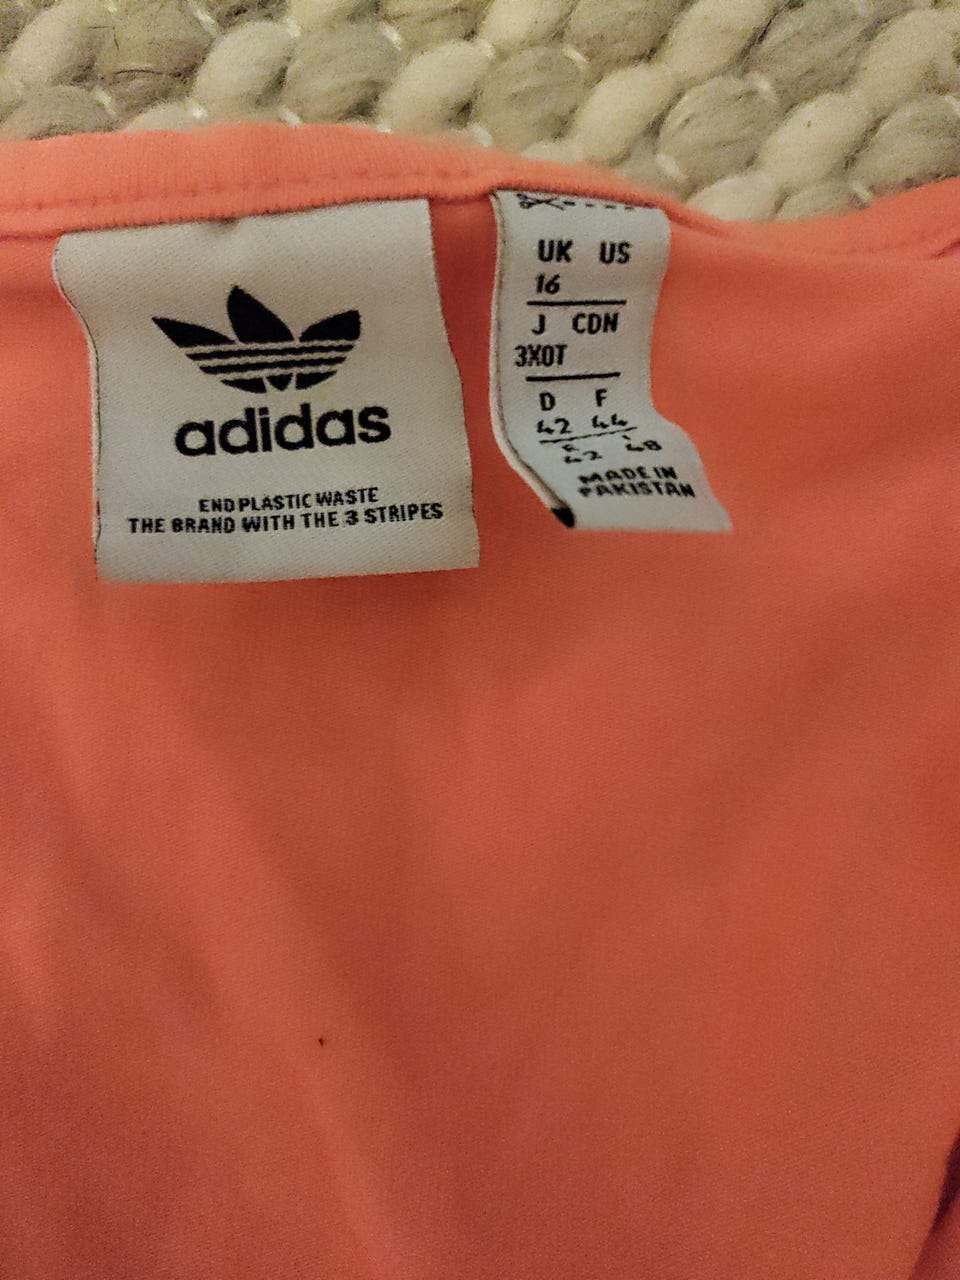 adidas
END PLASTIC WASTE
THE BRAND WITH THE 3 STRIPES
UK US
16
J CDN
3XOT
D F
42 44
42 48
MADE IN
PAKISTAN